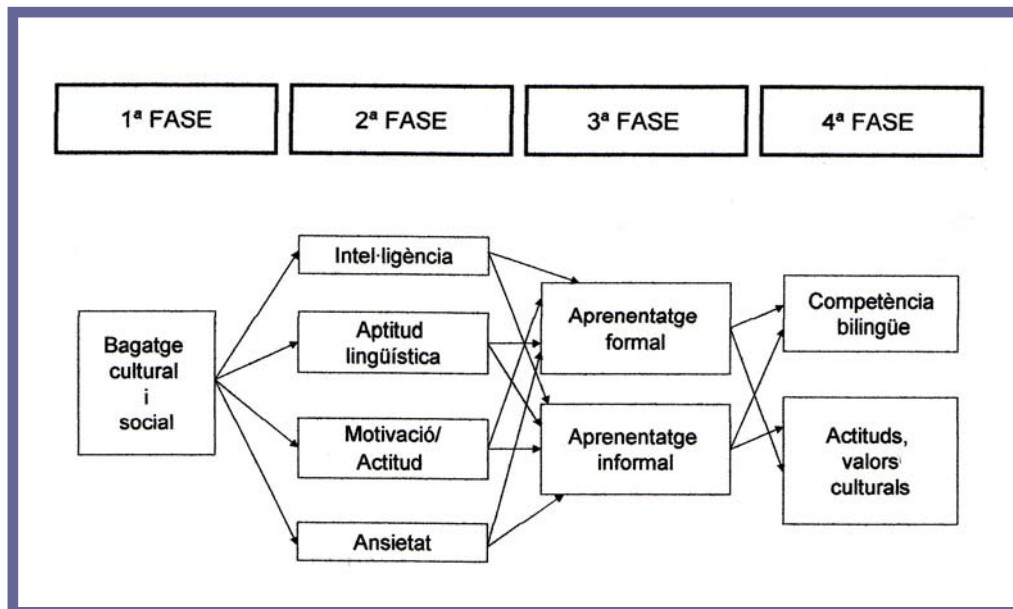 1ª FASE
2ª FASE
3ª FASE
4ª FASE
Bagatge
cultural
i
social
Intel·ligència
Aptitud
lingüística
Motivació/
Actitud
Ansietat
Aprenentatge
formal
Aprenentatge
informal
Competència
bilingüe
Actituds,
valors
culturals